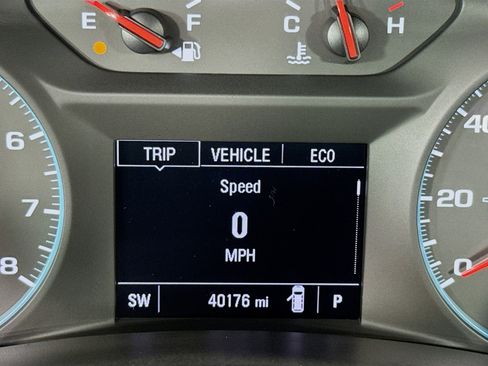 E F C H
TRIP VEHICLE ECO
Speed
0
MPH
SW 40176 mi P
6
7
8
40
20
0